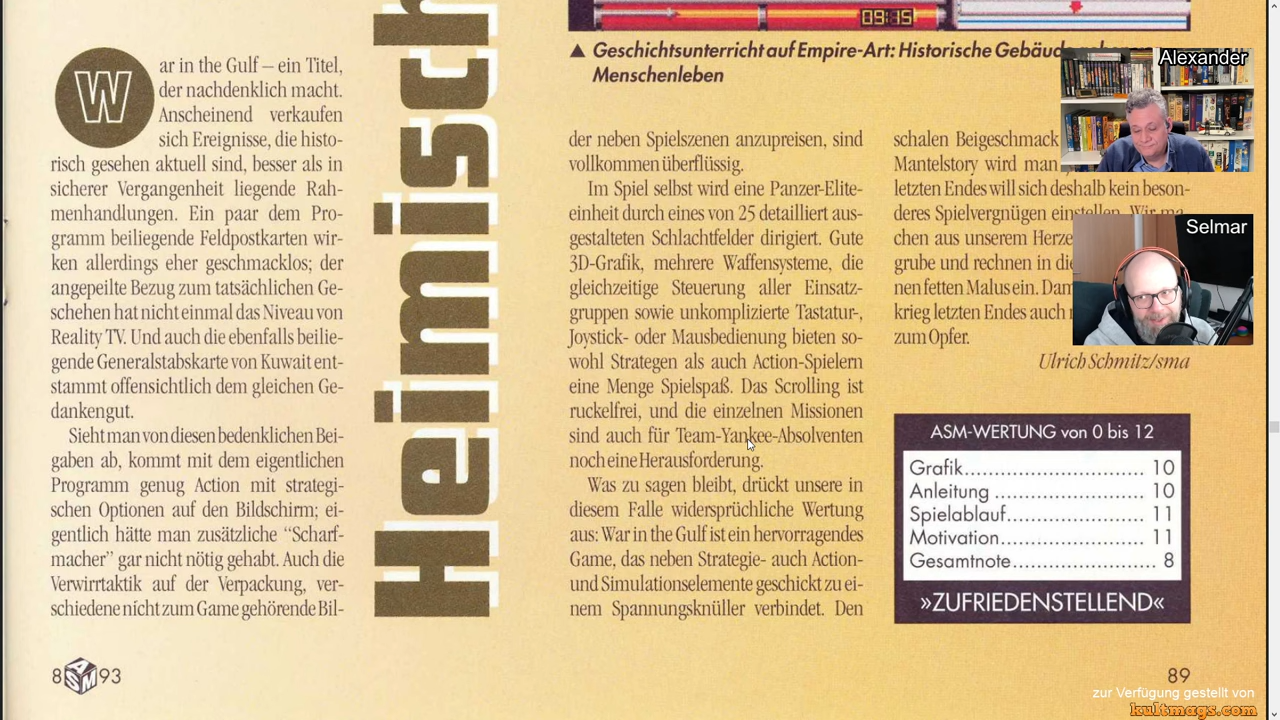 War in the Gulf – ein Titel,
der nachdenklich macht.
Anscheinend verkaufen
sich Ereignisse, die histo-
risch gesehen aktuell sind, besser als in
sicherer Vergangenheit liegende Rah-
menhandlungen. Ein paar dem Pro-
gramm beiliegende Feldpostkarten wir-
ken allerdings eher geschmacklos; der
angepeilte Bezug zum tatsächlichen Ge-
schehen hat nicht einmal das Niveau von
Reality TV. Und auch die ebenfalls beilie-
gende Generalstabskarte von Kuwait ent-
stammt offensichtlich dem gleichen Ge-
dankengut.
Sieht man von diesen bedenklichen Bei-
gaben ab, kommt mit dem eigentlichen
Programm genug Action mit strategi-
schen Optionen auf den Bildschirm; ei-
gentlich hätte man zusätzliche “Scharf-
macher” gar nicht nötig gehabt. Auch die
Verwirrtaktik auf der Verpackung, ver-
schiedene nicht zum Game gehörende Bil-
Heimisch
09:15
▲ Geschichtsunterricht auf Empire-Art: Historische
Menschenleben
der neben Spielszenen anzupreisen, sind
vollkommen überflüssig.
Im Spiel selbst wird eine Panzer-Elite-
einheit durch eines von 25 detailliert aus-
gestalteten Schlachtfelder dirigiert. Gute
3D-Grafik, mehrere Waffensysteme, die
gleichzeitige Steuerung aller Einsatz-
gruppen sowie unkomplizierte Tastatur-,
Joystick- oder Mausbedienung bieten so-
wohl Strategen als auch Action-Spielern
eine Menge Spielspaß. Das Scrolling ist
ruckelfrei, und die einzelnen Missionen
sind auch für Team-Yankee-Absolventen
noch eine Herausforderung.
Was zu sagen bleibt, drückt unsere in
diesem Falle widersprüchliche Wertung
aus: War in the Gulf ist ein hervorragendes
Game, das neben Strategie- auch Action-
und Simulationselemente geschickt zu ei-
nem Spannungsknüller verbindet. Den
schalen Beigeschmack
Mantelstory wird man
letzten Endes will sich deshalb kein beson-
deres Spielvergnügen einstellen. Wir ma-
chen aus unserem Herze
grube und rechnen in die
nen fetten Malus ein. Dam
krieg letzten Endes auch
zum Opfer.
Ulrich Schmitz/sma
ASM-WERTUNG von 0 bis 12
Grafik 10
Anleitung 10
Spielablauf 11
Motivation 11
Gesamtnote 8
»ZUFRIEDENSTELLEND«
8 ASM 93
89
Alexander
Selmar
zur Verfügung gestellt von
kultmags.com